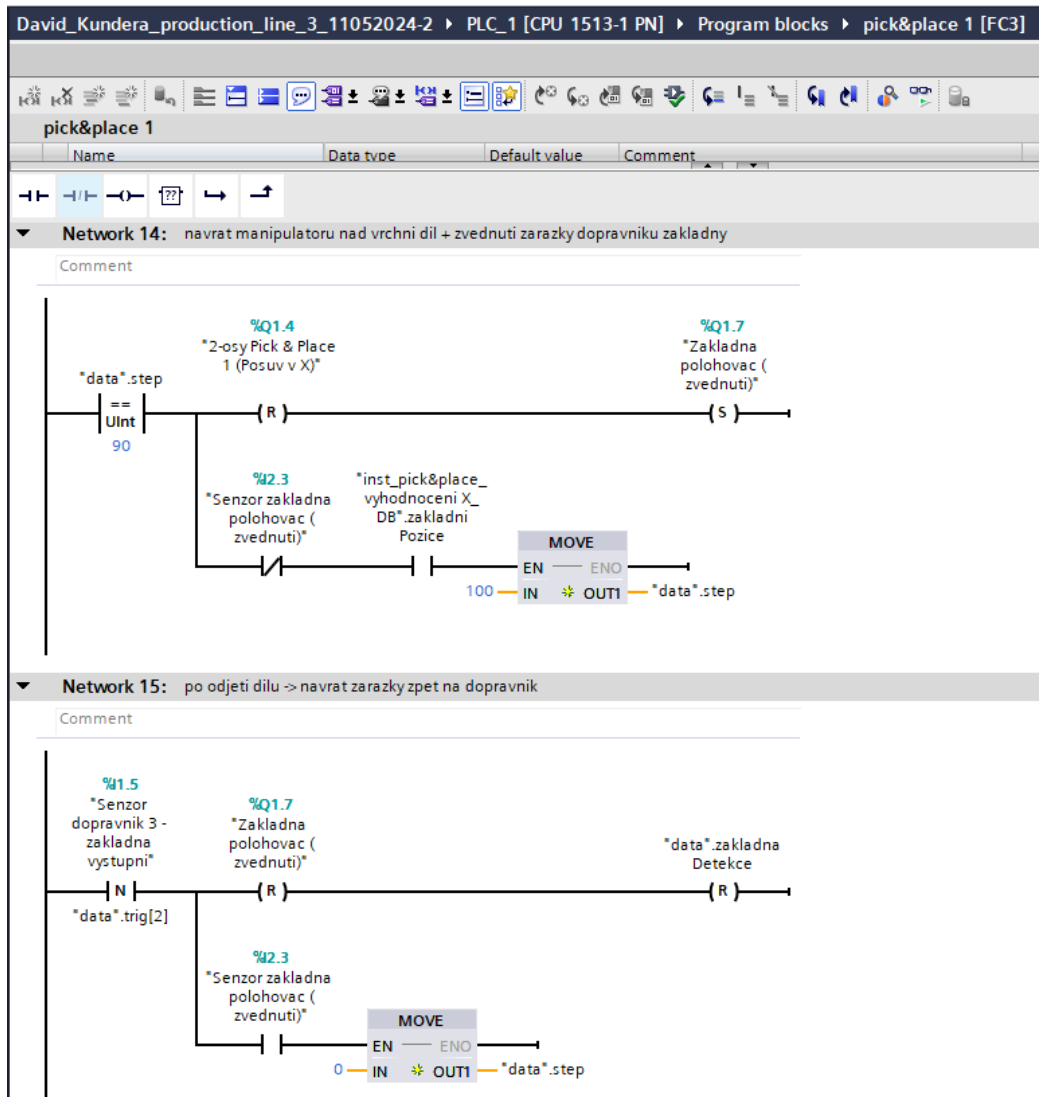 David_Kundera_production_line_3_11052024-2 ▸ PLC_1 [CPU 1513-1 PN] ▸ Program blocks ▸ pick&place 1 [FC3]
pick&place 1
Name Data type Default value Comment
??
Network 14: navrat manipulatoru nad vrchni dil + zvednuti zarazky dopravniku zakladny
Comment
%Q1.4
"2-osy Pick & Place
1 (Posuv v X)"
%Q1.7
"Zakladna
polohovac (
zvednuti)"
"data".step
==
UInt
90
R
S
%I2.3
"Senzor zakladna
polohovac (
zvednuti)"
"inst_pick&place_
vyhodnoceni X_
DB".zakladni
Pozice
MOVE
EN ENO
100 IN OUT1 "data".step
Network 15: po odjeti dilu -> navrat zarazky zpet na dopravnik
Comment
%I1.5
"Senzor
dopravnik 3 -
zakladna
vystupni"
N
"data".trig[2]
%Q1.7
"Zakladna
polohovac (
zvednuti)"
R
"data".zakladna
Detekce
R
%I2.3
"Senzor zakladna
polohovac (
zvednuti)"
MOVE
EN ENO
0 IN OUT1 "data".step